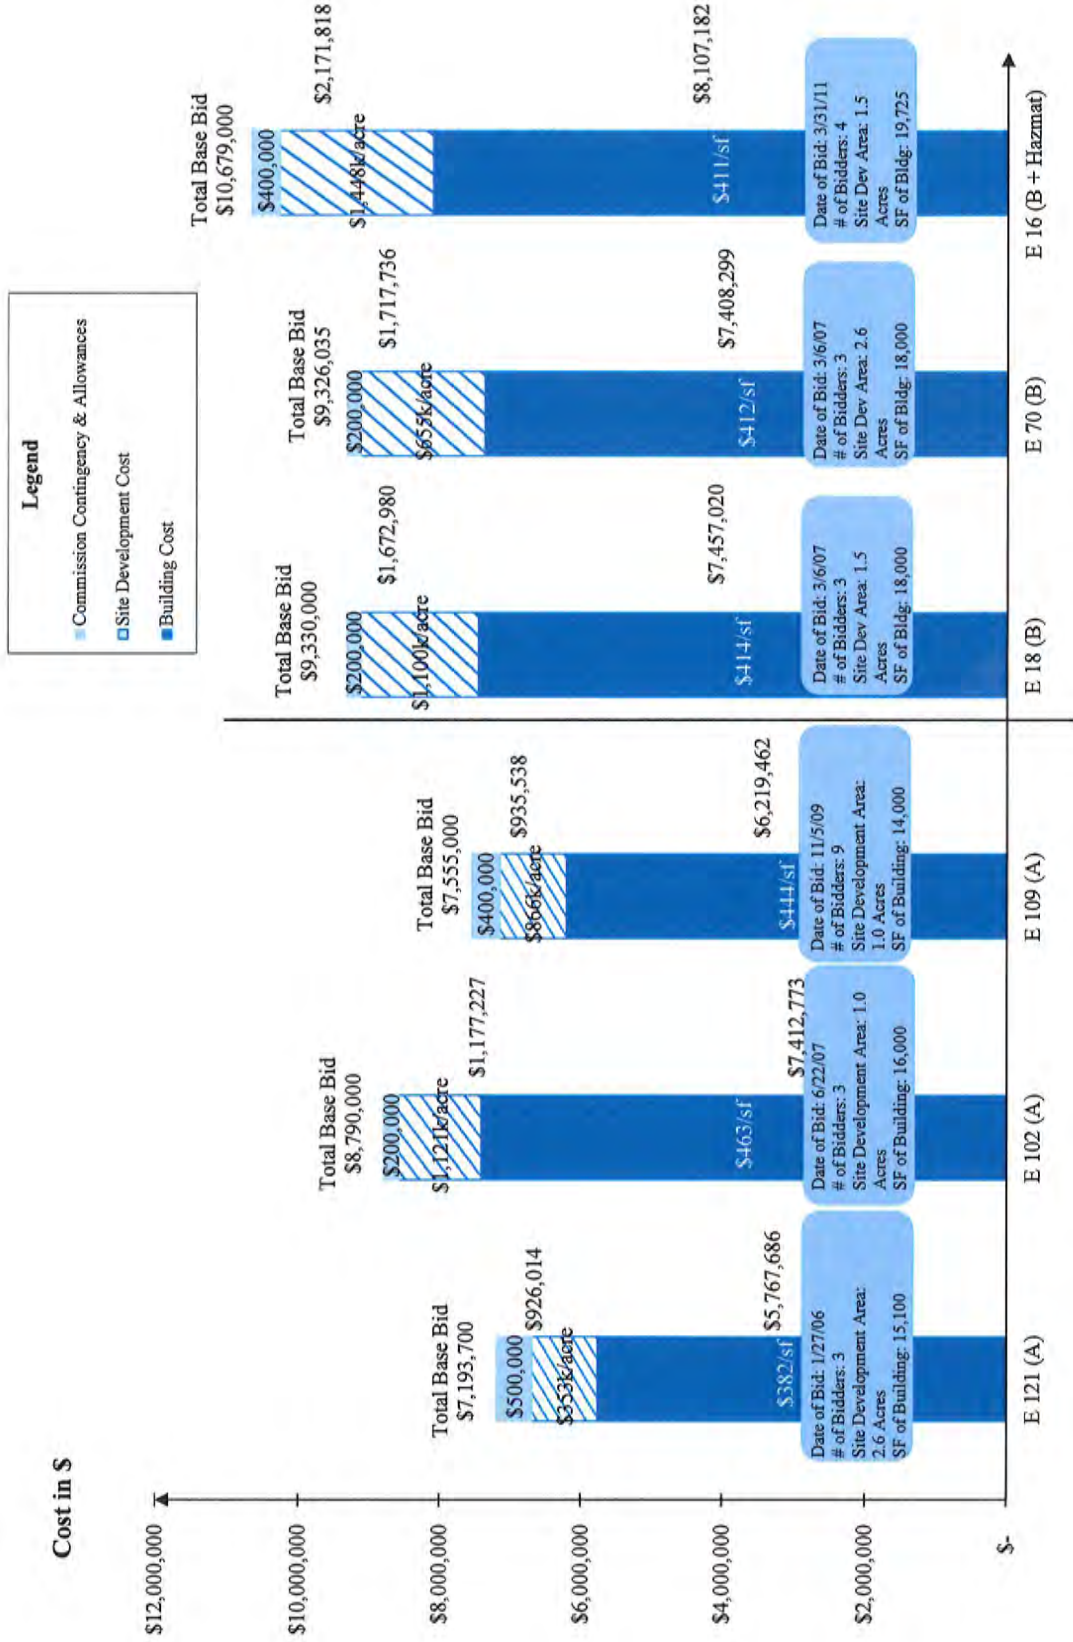 Cost in $
Legend
Commission Contingency & Allowances
Site Development Cost
Building Cost
$12,000,000
$10,000,000
$8,000,000
$6,000,000
$4,000,000
$2,000,000
$-
Total Base Bid
$7,193,700
$500,000
$926,014
$353k/acre
$5,767,686
$382/sf
Date of Bid: 1/27/06
# of Bidders: 3
Site Development Area:
2.6 Acres
SF of Building: 15,100
E 121 (A)
Total Base Bid
$8,790,000
$200,000
$1,177,227
$1,121k/acre
$7,412,773
$463/sf
Date of Bid: 6/22/07
# of Bidders: 3
Site Development Area: 1.0
Acres
SF of Building: 16,000
E 102 (A)
Total Base Bid
$7,555,000
$400,000
$935,538
$866k/acre
$6,219,462
$444/sf
Date of Bid: 11/5/09
# of Bidders: 9
Site Development Area:
1.0 Acres
SF of Building: 14,000
E 109 (A)
Total Base Bid
$9,330,000
$200,000
$1,672,980
$1,100k/acre
$7,457,020
$414/sf
Date of Bid: 3/6/07
# of Bidders: 3
Site Dev Area: 1.5
Acres
SF of Bldg: 18,000
E 18 (B)
Total Base Bid
$9,326,035
$200,000
$1,717,736
$655k/acre
$7,408,299
$412/sf
Date of Bid: 3/6/07
# of Bidders: 3
Site Dev Area: 2.6
Acres
SF of Bldg: 18,000
E 70 (B)
Total Base Bid
$10,679,000
$400,000
$2,171,818
$1,448k/acre
$8,107,182
$411/sf
Date of Bid: 3/31/11
# of Bidders: 4
Site Dev Area: 1.5
Acres
SF of Bldg: 19,725
E 16 (B + Hazmat)